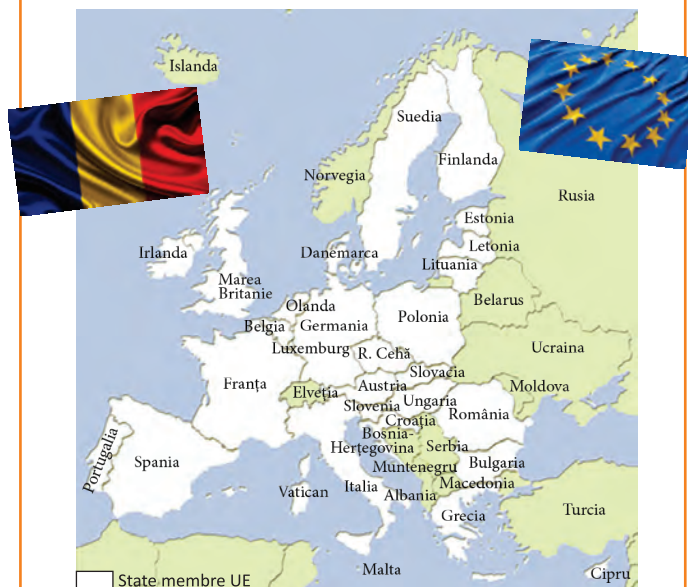 Islanda
Suedia
Finlanda
Norvegia
Rusia
Estonia
Letonia
Lituania
Irlanda
Danemarca
Marea
Britanie
Olanda
Belarus
Belgia
Germania
Polonia
Luxemburg
R. Cehă
Ucraina
Slovacia
Franța
Elveția
Austria
Moldova
Slovenia
Ungaria
România
Croația
Bosnia-
Herțegovina
Serbia
Portugalia
Spania
Muntenegru
Bulgaria
Vatican
Italia
Albania
Macedonia
Grecia
Turcia
Malta
Cipru
State membre UE